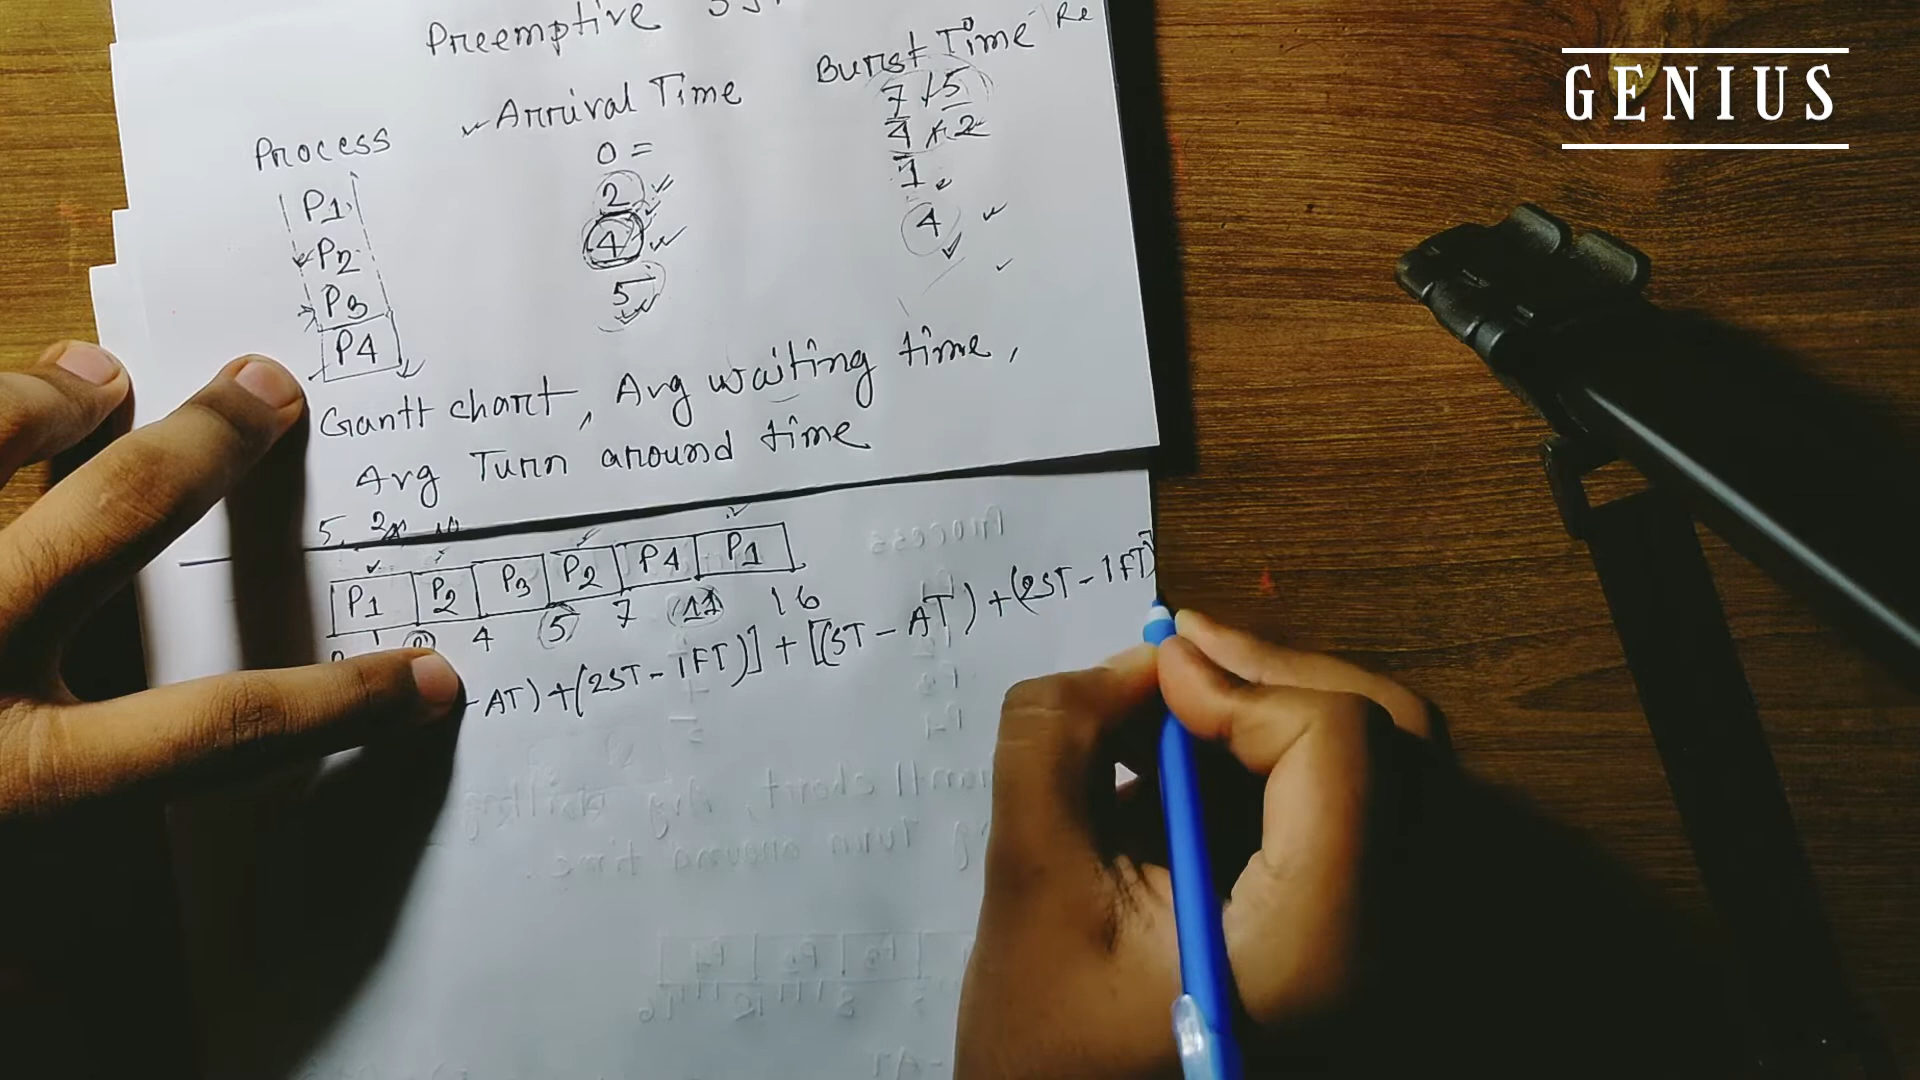 GENIUS
Preemptive
Process Arrival Time Burst Time Re
P1 0 = 7 5
P2 2 4 2
P3 4 1
P4 5 4
Gantt chart, Avg waiting time,
Avg Turn around time
5,
P1 P2 P3 P2 P4 P1
4 5 7 11 16
- AT) + (2ST - 1FT)] + [(ST - AT) + (2ST - 1FT)